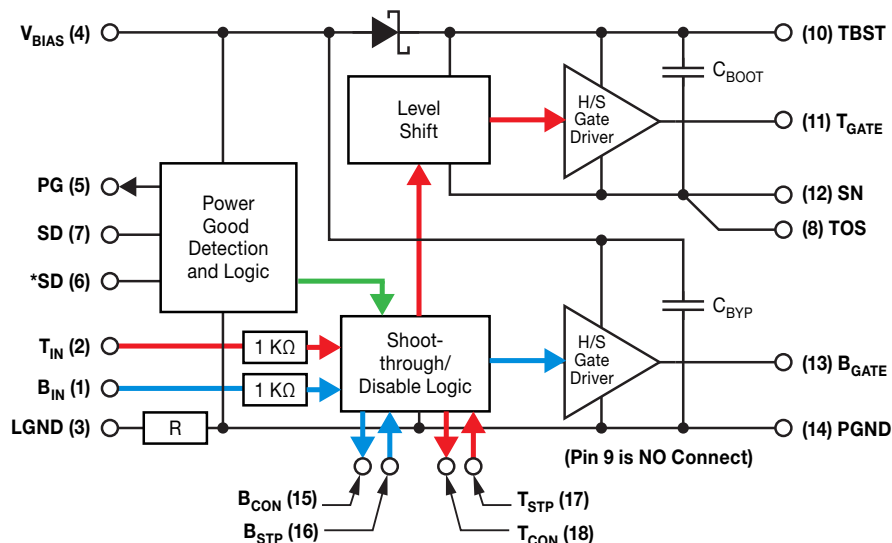 VBIAS (4)
(10) TBST
CBOOT
H/S
Gate
Driver
Level
Shift
(11) TGATE
PG (5)
(12) SN
Power
Good
Detection
and Logic
SD (7)
(8) TOS
*SD (6)
CBYP
TIN (2)
1 KΩ
Shoot-
through/
Disable Logic
H/S
Gate
Driver
(13) BGATE
BIN (1)
1 KΩ
LGND (3)
R
(14) PGND
(Pin 9 is NO Connect)
BCON (15)
TSTP (17)
BSTP (16)
TCON (18)